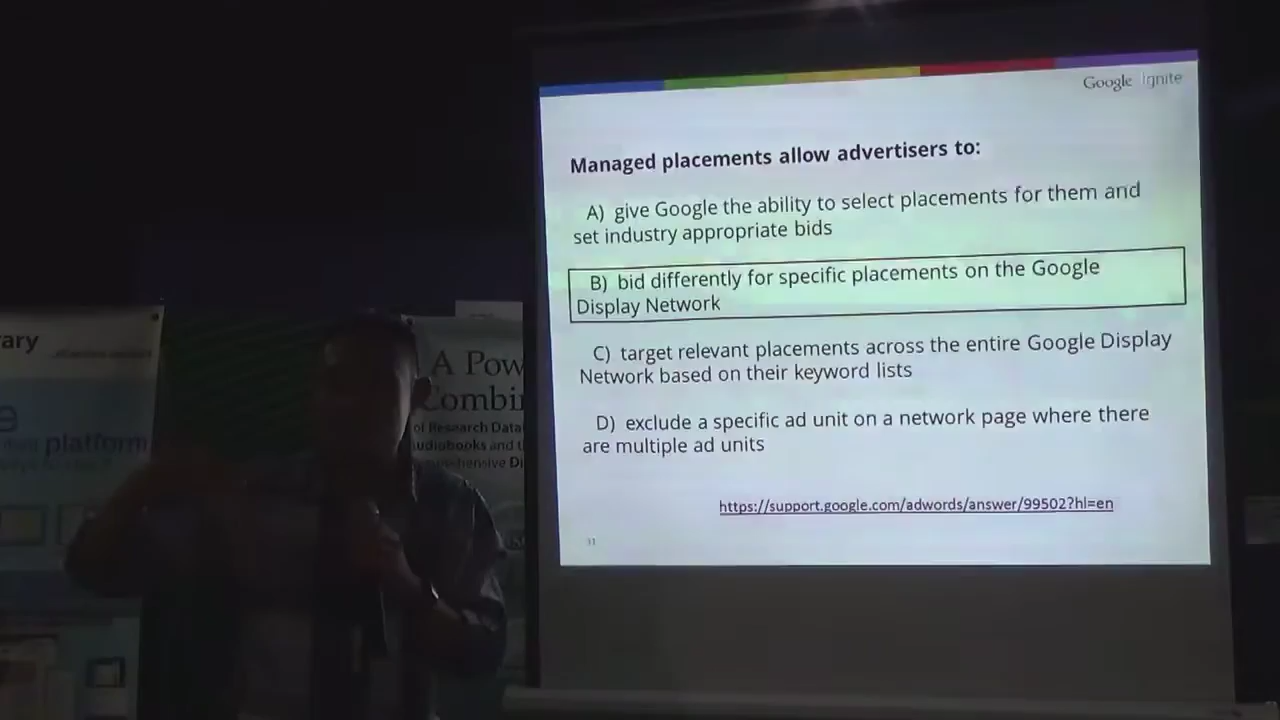 Google Ignite
Managed placements allow advertisers to:
A) give Google the ability to select placements for them and
set industry appropriate bids
B) bid differently for specific placements on the Google
Display Network
C) target relevant placements across the entire Google Display
Network based on their keyword lists
D) exclude a specific ad unit on a network page where there
are multiple ad units
https://support.google.com/adwords/answer/99502?hl=en
31
ary
platform
A Pow
Combi
of Research Data
udiobooks and t